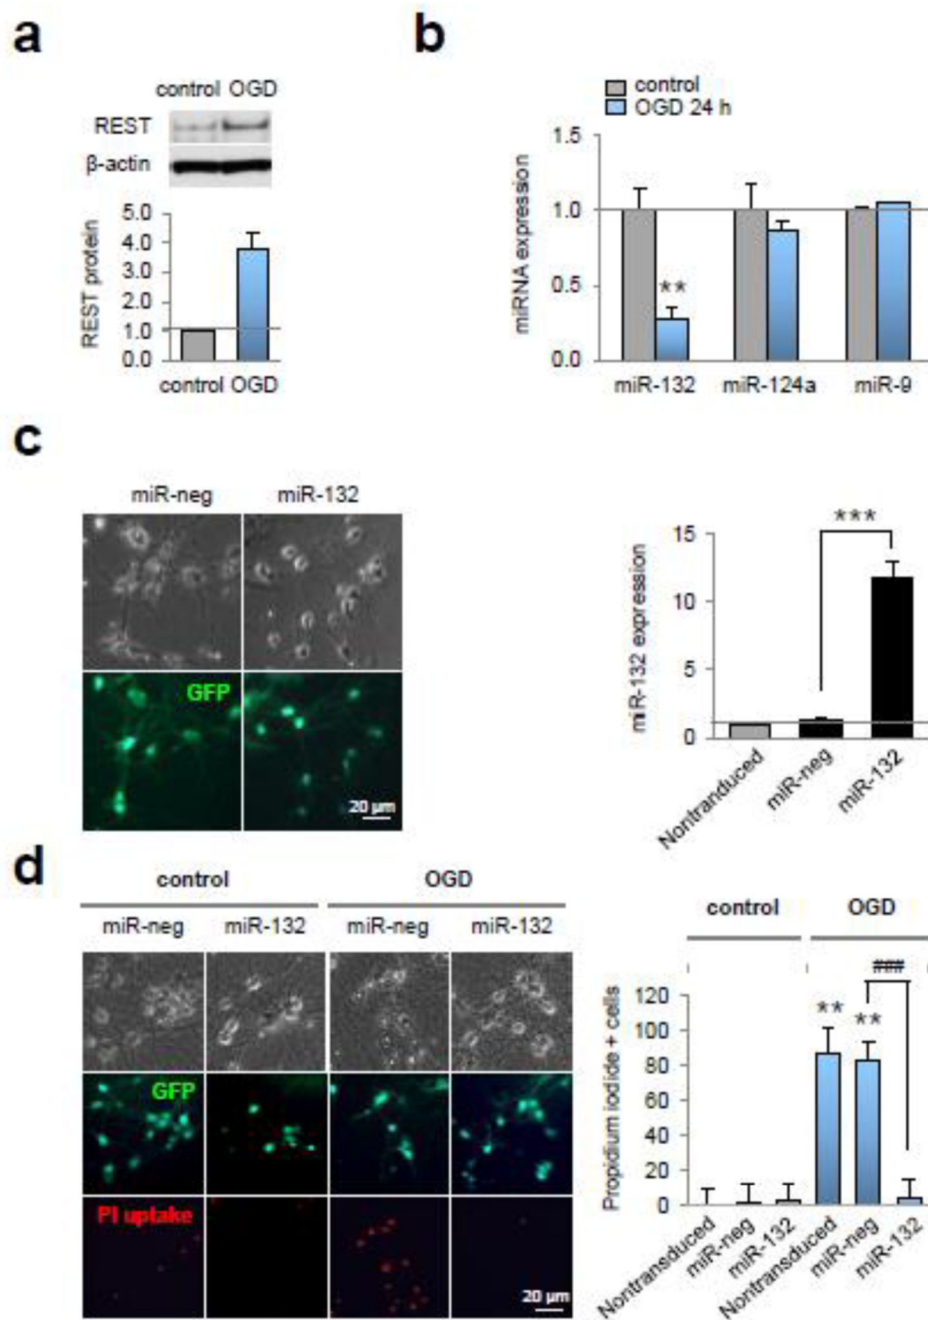 a
control OGD
REST
β-actin
5.0
4.0
3.0
2.0
1.0
0.0
REST protein
control OGD
b
control
OGD 24 h
1.5
1.0
0.5
0.0
miRNA expression
**
miR-132 miR-124a miR-9
c
miR-neg miR-132
GFP
20 µm
15
10
5
0
miR-132 expression
***
Nontranduced
miR-neg
miR-132
d
control OGD
miR-neg miR-132 miR-neg miR-132
GFP
PI uptake
20 µm
control OGD
###
120
100
80
60
40
20
0
Propidium iodide + cells
** **
Nontransduced
miR-neg
miR-132
Nontransduced
miR-neg
miR-132